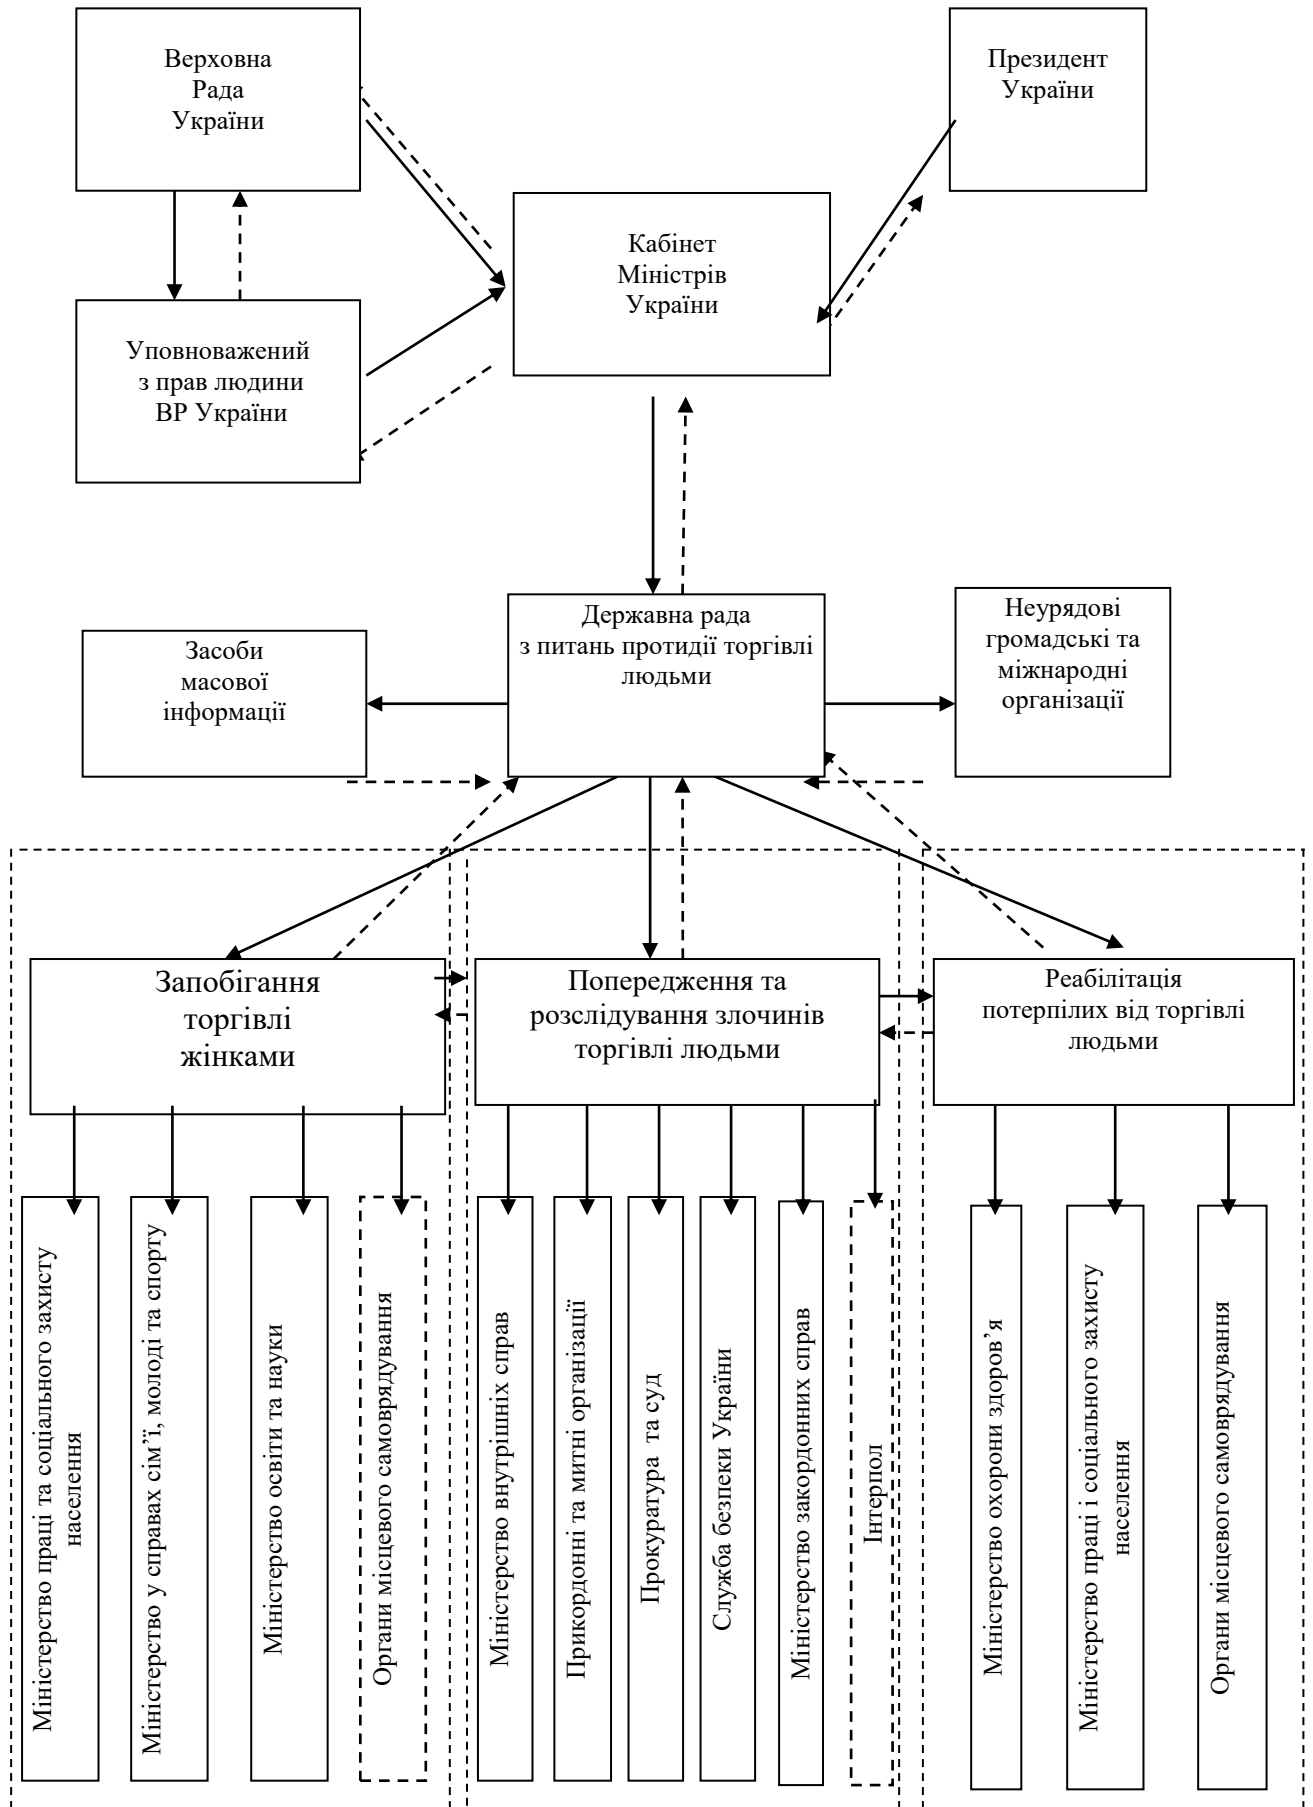 Верховна
Рада
України
Президент
України
Кабінет
Міністрів
України
Уповноважений
з прав людини
ВР України
Державна рада
з питань протидії торгівлі
людьми
Засоби
масової
інформації
Неурядові
громадські та
міжнародні
організації
Запобігання
торгівлі
жінками
Попередження та
розслідування злочинів
торгівлі людьми
Реабілітація
потерпілих від торгівлі
людьми
Міністерство праці та соціального захисту
населення
Міністерство у справах сім’ї, молоді та спорту
Міністерство освіти та науки
Органи місцевого самоврядування
Міністерство внутрішніх справ
Прикордонні та митні організації
Прокуратура та суд
Служба безпеки України
Міністерство закордонних справ
Інтерпол
Міністерство охорони здоров’я
Міністерство праці і соціального захисту
населення
Органи місцевого самоврядування